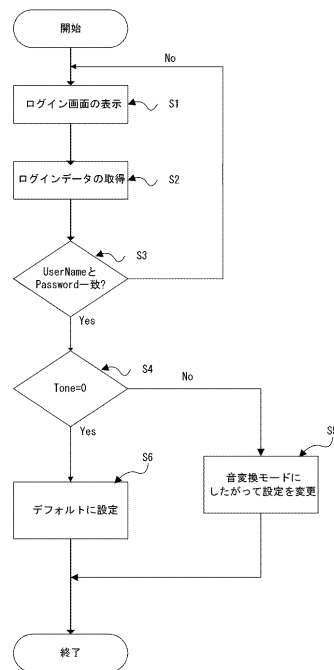 開始
No
ログイン画面の表示
S1
ログインデータの取得
S2
S3
UserNameと
Password一致?
Yes
S4
No
Tone=0
Yes
S5
S6
音変換モードに
したがって設定を変更
デフォルトに設定
終了